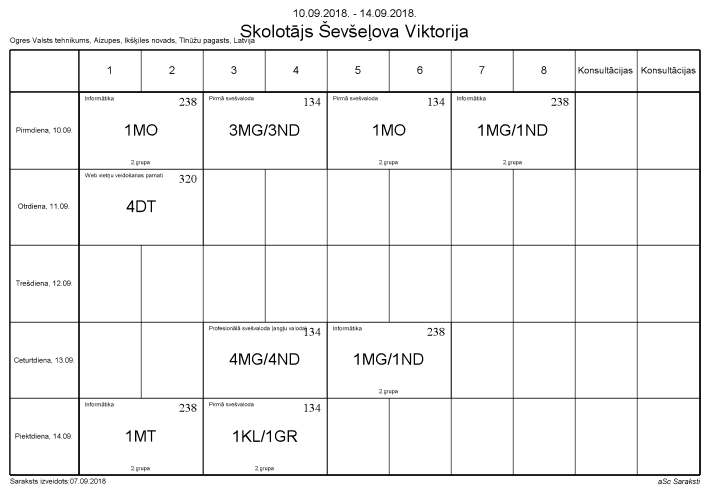 10.09.2018. - 14.09.2018.
Skolotājs Ševšeļova Viktorija
Ogres Valsts tehnikums, Aizupes, Ikšķiles novads, Tīnūžu pagasts, Latvija
1 2 3 4 5 6 7 8 Konsultācijas Konsultācijas
Informātika 238 Pirmā svešvaloda 134 Pirmā svešvaloda 134 Informātika 238
Pirmdiena, 10.09. 1MO 3MG/3ND 1MO 1MG/1ND
2.grupa 2.grupa 2.grupa
Web vietņu veidošanas pamati 320
Otrdiena, 11.09. 4DT
Trešdiena, 12.09.
Profesionālā svešvaloda (angļu valoda) 134 Informātika 238
Ceturtdiena, 13.09. 4MG/4ND 1MG/1ND
2.grupa
Informātika 238 Pirmā svešvaloda 134
Piektdiena, 14.09. 1MT 1KL/1GR
2.grupa 2.grupa
Saraksts izveidots:07.09.2018 aSc Saraksti